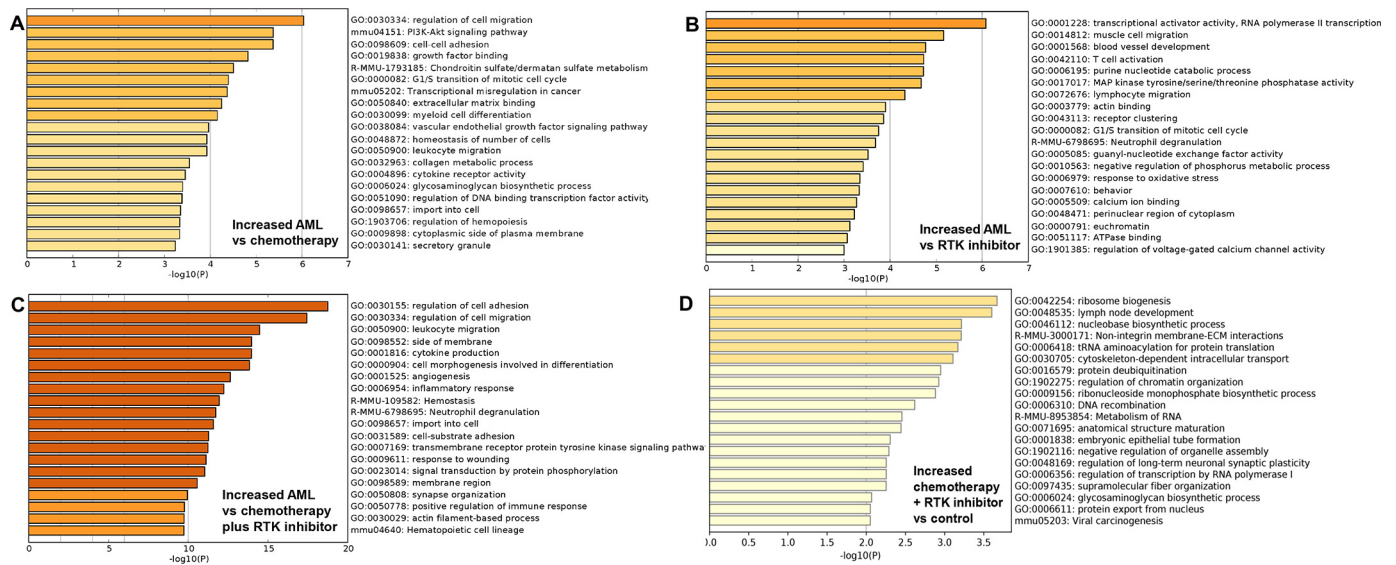 A
GO:0030334: regulation of cell migration
mmu04151: PI3K-Akt signaling pathway
GO:0098609: cell-cell adhesion
GO:0019838: growth factor binding
R-MMU-1793185: Chondroitin sulfate/dermatan sulfate metabolism
GO:0000082: G1/S transition of mitotic cell cycle
mmu05202: Transcriptional misregulation in cancer
GO:0050840: extracellular matrix binding
GO:0030099: myeloid cell differentiation
GO:0038084: vascular endothelial growth factor signaling pathway
GO:0048872: homeostasis of number of cells
GO:0050900: leukocyte migration
GO:0032963: collagen metabolic process
GO:0004896: cytokine receptor activity
GO:0006024: glycosaminoglycan biosynthetic process
GO:0051090: regulation of DNA binding transcription factor activity
GO:0098657: import into cell
GO:1903706: regulation of hemopoiesis
GO:0009898: cytoplasmic side of plasma membrane
GO:0030141: secretory granule
Increased AML
vs chemotherapy
0 1 2 3 4 5 6 7
-log10(P)
B
GO:0001228: transcriptional activator activity, RNA polymerase II transcription
GO:0014812: muscle cell migration
GO:0001568: blood vessel development
GO:0042110: T cell activation
GO:0006195: purine nucleotide catabolic process
GO:0017017: MAP kinase tyrosine/serine/threonine phosphatase activity
GO:0072676: lymphocyte migration
GO:0003779: actin binding
GO:0043113: receptor clustering
GO:0000082: G1/S transition of mitotic cell cycle
R-MMU-6798695: Neutrophil degranulation
GO:0005085: guanyl-nucleotide exchange factor activity
GO:0010563: negative regulation of phosphorus metabolic process
GO:0006979: response to oxidative stress
GO:0007610: behavior
GO:0005509: calcium ion binding
GO:0048471: perinuclear region of cytoplasm
GO:0000791: euchromatin
GO:0051117: ATPase binding
GO:1901385: regulation of voltage-gated calcium channel activity
Increased AML
vs RTK inhibitor
0 1 2 3 4 5 6 7
-log10(P)
C
GO:0030155: regulation of cell adhesion
GO:0030334: regulation of cell migration
GO:0050900: leukocyte migration
GO:0098552: side of membrane
GO:0001816: cytokine production
GO:0000904: cell morphogenesis involved in differentiation
GO:0001525: angiogenesis
GO:0006954: inflammatory response
R-MMU-109582: Hemostasis
R-MMU-6798695: Neutrophil degranulation
GO:0098657: import into cell
GO:0031589: cell-substrate adhesion
GO:0007169: transmembrane receptor protein tyrosine kinase signaling pathwa
GO:0009611: response to wounding
GO:0023014: signal transduction by protein phosphorylation
GO:0098589: membrane region
GO:0050808: synapse organization
GO:0050778: positive regulation of immune response
GO:0030029: actin filament-based process
mmu04640: Hematopoietic cell lineage
Increased AML
vs chemotherapy
plus RTK inhibitor
0 5 10 15 20
-log10(P)
D
GO:0042254: ribosome biogenesis
GO:0048535: lymph node development
GO:0046112: nucleobase biosynthetic process
R-MMU-3000171: Non-integrin membrane-ECM interactions
GO:0006418: tRNA aminoacylation for protein translation
GO:0030705: cytoskeleton-dependent intracellular transport
GO:0016579: protein deubiquitination
GO:1902275: regulation of chromatin organization
GO:0009156: ribonucleoside monophosphate biosynthetic process
GO:0006310: DNA recombination
R-MMU-8953854: Metabolism of RNA
GO:0071695: anatomical structure maturation
GO:0001838: embryonic epithelial tube formation
GO:1902116: negative regulation of organelle assembly
GO:0048169: regulation of long-term neuronal synaptic plasticity
GO:0006356: regulation of transcription by RNA polymerase I
GO:0097435: supramolecular fiber organization
GO:0006024: glycosaminoglycan biosynthetic process
GO:0006611: protein export from nucleus
mmu05203: Viral carcinogenesis
Increased
chemotherapy
+ RTK inhibitor
vs control
0.0 0.5 1.0 1.5 2.0 2.5 3.0 3.5
-log10(P)